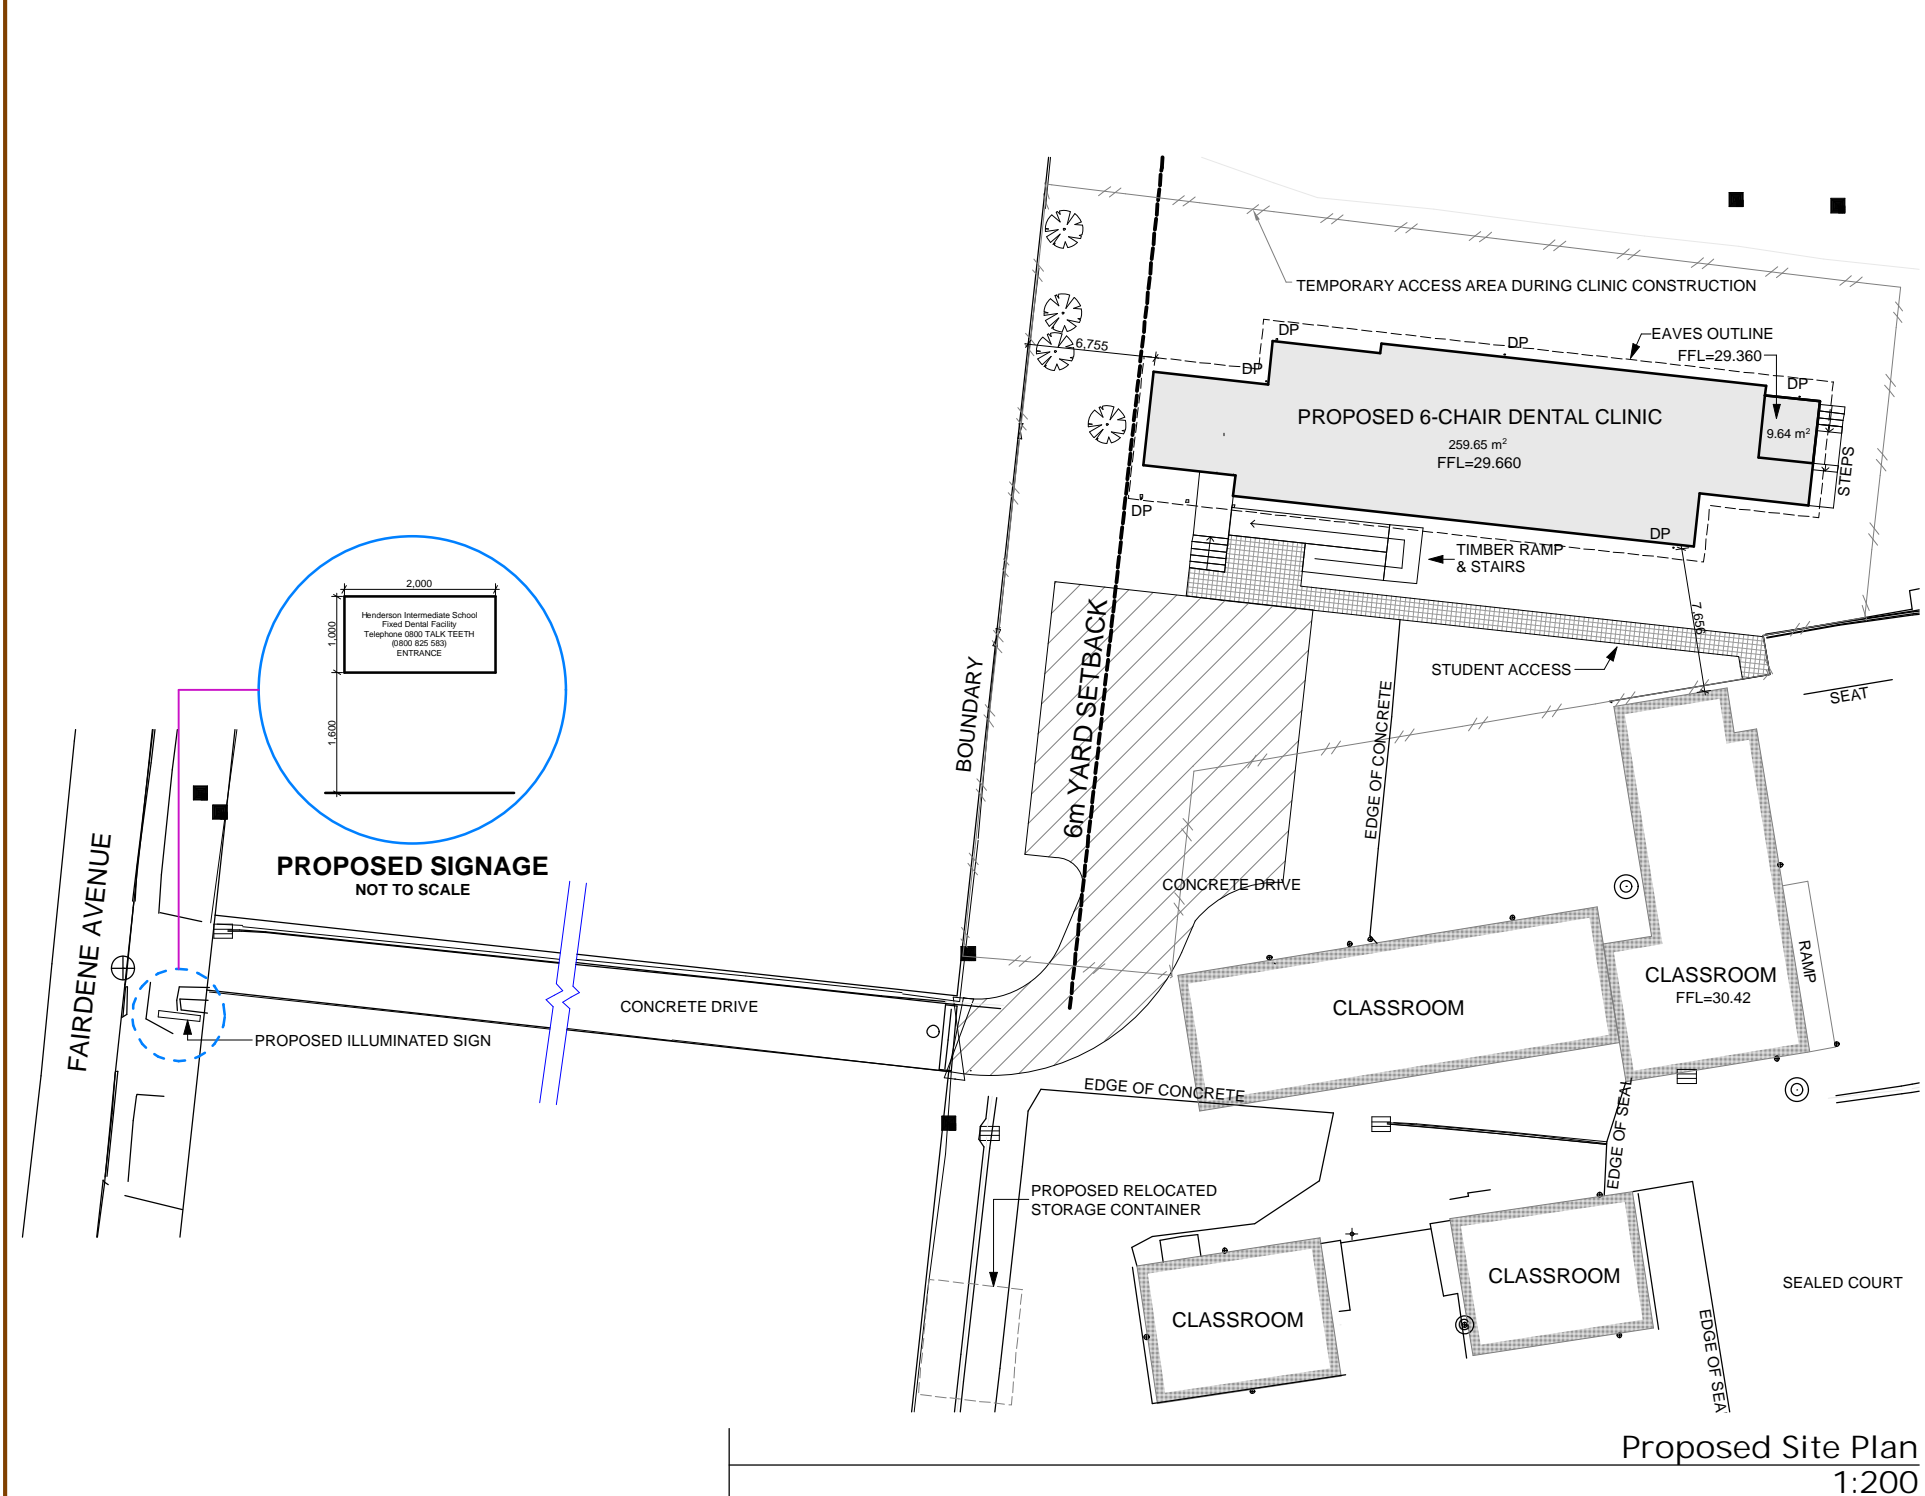 TEMPORARY ACCESS AREA DURING CLINIC CONSTRUCTION
DP
DP
EAVES OUTLINE
FFL=29.360
6,755
DP
DP
PROPOSED 6-CHAIR DENTAL CLINIC
259.65 m²
FFL=29.660
9.64 m²
STEPS
DP
DP
TIMBER RAMP
& STAIRS
7,656
STUDENT ACCESS
SEAT
BOUNDARY
6m YARD SETBACK
EDGE OF CONCRETE
2,000
1,000
1,600
Henderson Intermediate School
Fixed Dental Facility
Telephone 0800 TALK TEETH
(0800 825 583)
ENTRANCE
PROPOSED SIGNAGE
NOT TO SCALE
FAIRDENE AVENUE
CONCRETE DRIVE
CONCRETE DRIVE
PROPOSED ILLUMINATED SIGN
CLASSROOM
CLASSROOM
FFL=30.42
RAMP
EDGE OF CONCRETE
EDGE OF SEAL
PROPOSED RELOCATED
STORAGE CONTAINER
CLASSROOM
CLASSROOM
SEALED COURT
EDGE OF SEA
Proposed Site Plan
1:200